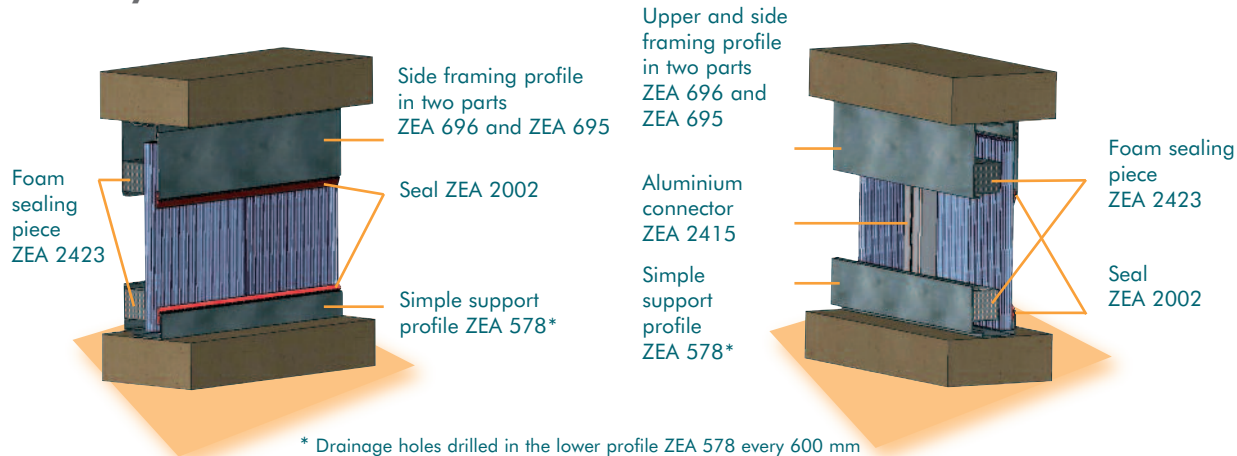 Side framing profile
in two parts
ZEA 696 and ZEA 695
Foam
sealing
piece
ZEA 2423
Seal ZEA 2002
Simple support
profile ZEA 578*
Upper and side
framing profile
in two parts
ZEA 696 and
ZEA 695
Aluminium
connector
ZEA 2415
Simple
support
profile
ZEA 578*
Foam sealing
piece
ZEA 2423
Seal
ZEA 2002
* Drainage holes drilled in the lower profile ZEA 578 every 600 mm